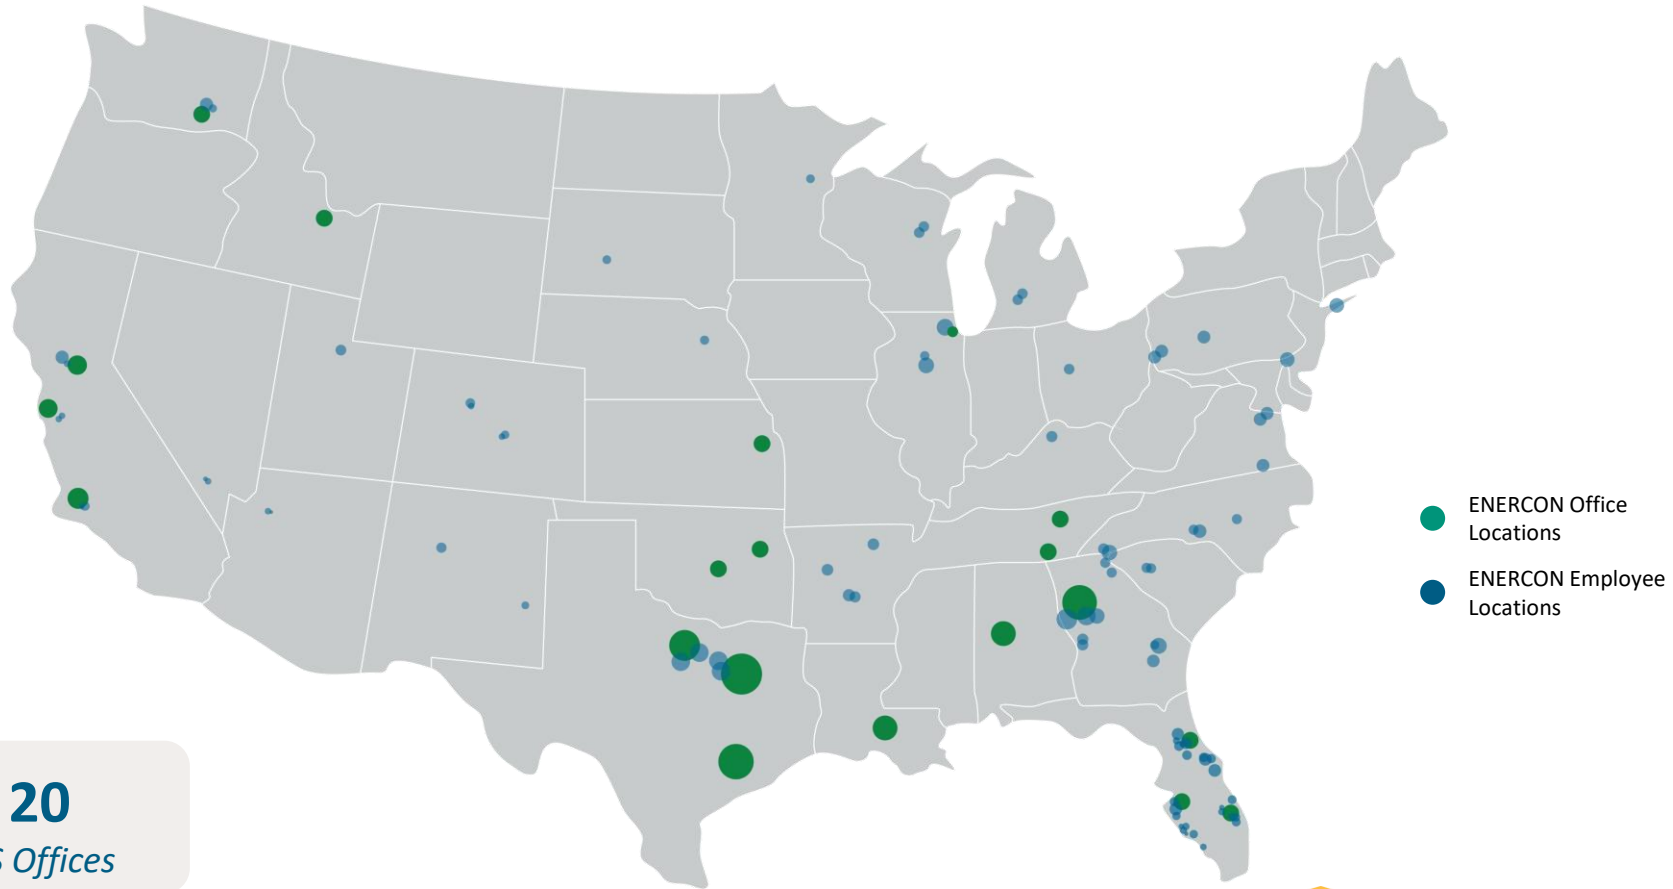 ENERCON Office
Locations
ENERCON Employee
Locations
20
Offices